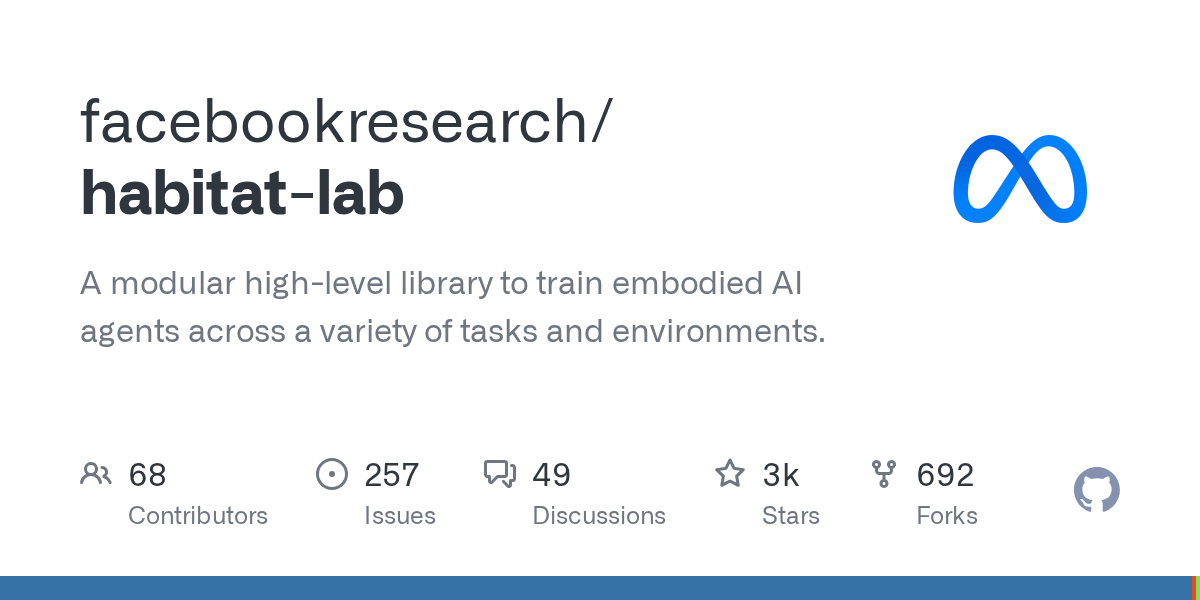 facebookresearch/
habitat-lab
A modular high-level library to train embodied AI
agents across a variety of tasks and environments.
68 257 49 3k 692
Contributors Issues Discussions Stars Forks